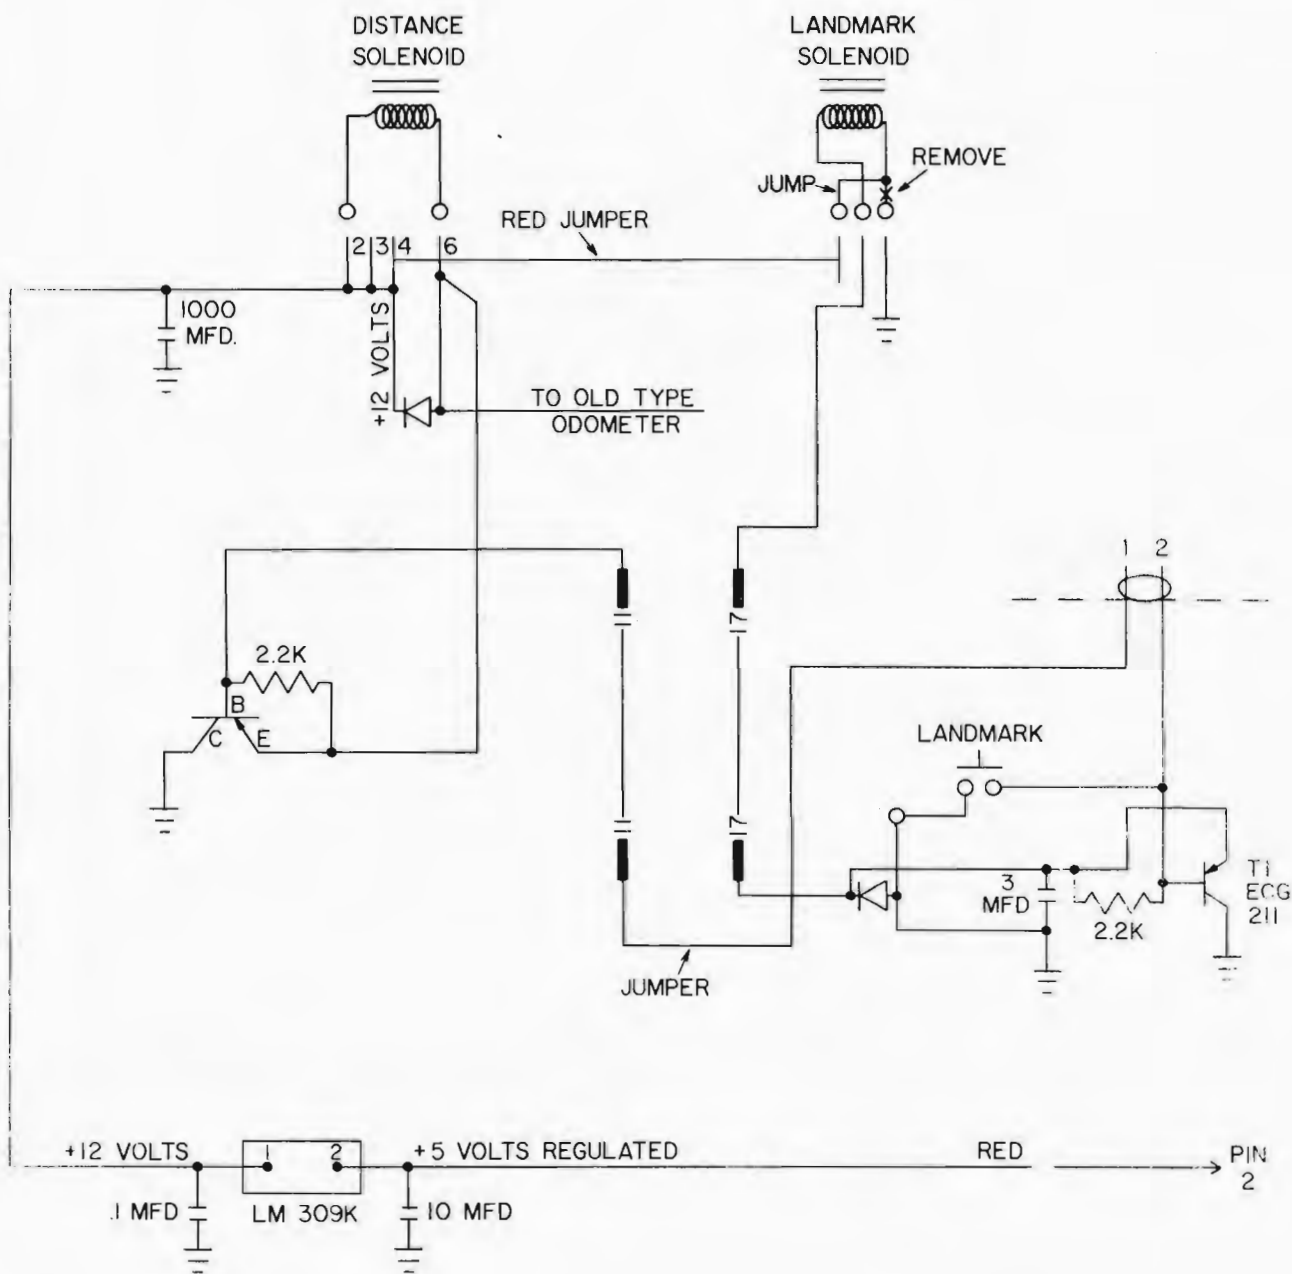 DISTANCE
SOLENOID
LANDMARK
SOLENOID
REMOVE
JUMP
RED JUMPER
2 3 4 6
1000
MFD.
+12 VOLTS
TO OLD TYPE
ODOMETER
1 2
11
17
2.2K
B
C E
LANDMARK
11
17
3
MFD
2.2K
T1
ECG
211
JUMPER
+12 VOLTS
1 2
+5 VOLTS REGULATED
RED
PIN
2
.1 MFD
LM 309K
10 MFD